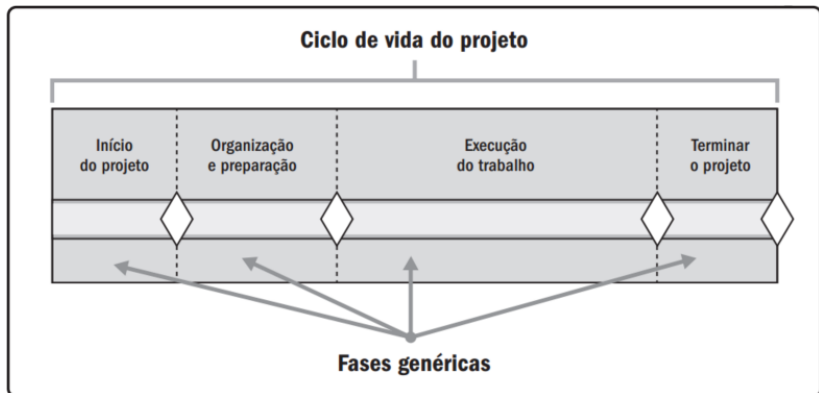 Ciclo de vida do projeto
Início
do projeto
Organização
e preparação
Execução
do trabalho
Terminar
o projeto
Fases genéricas